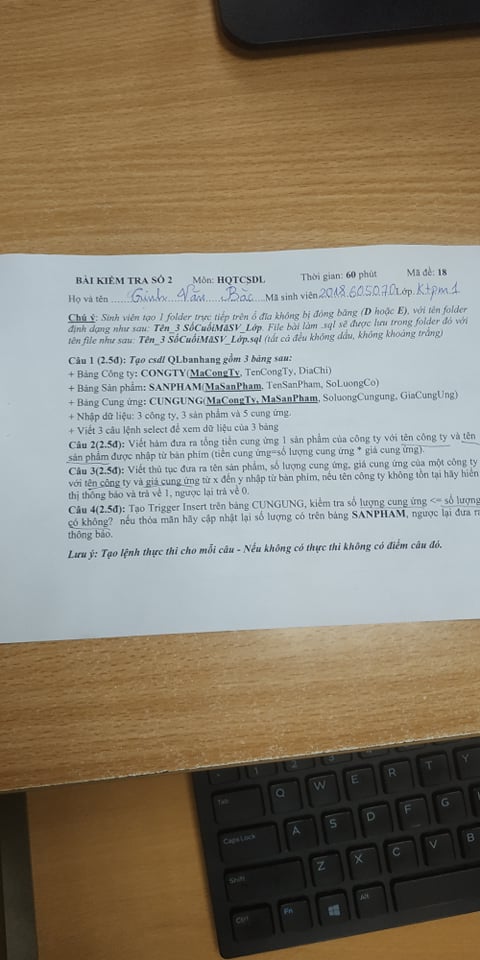 BÀI KIỂM TRA SỐ 2 Môn: HQTCSDL Thời gian: 60 phút Mã đề: 18
Họ và tên ... Văn Bắc Mã sinh viên 2018605070 Lớp. Ktpm1
Chú ý: Sinh viên tạo 1 folder trực tiếp trên ổ đĩa không bị đóng băng (D hoặc E), với tên folder
định dạng như sau: Tên_3 SốCuốiMãSV_Lớp. File bài làm .sql sẽ được lưu trong folder đó với
tên file như sau: Tên_3 SốCuốiMãSV_Lớp.sql (tất cả đều không dấu, không khoảng trắng)
Câu 1 (2.5đ): Tạo csdl QLbanhang gồm 3 bảng sau:
+ Bảng Công ty: CONGTY(MaCongTy, TenCongTy, DiaChi)
+ Bảng Sản phẩm: SANPHAM(MaSanPham, TenSanPham, SoLuongCo)
+ Bảng Cung ứng: CUNGUNG(MaCongTy, MaSanPham, SoluongCungung, GiaCungUng)
+ Nhập dữ liệu: 3 công ty, 3 sản phẩm và 5 cung ứng.
+ Viết 3 câu lệnh select để xem dữ liệu của 3 bảng
Câu 2(2.5đ): Viết hàm đưa ra tổng tiền cung ứng 1 sản phẩm của công ty với tên công ty và tên
sản phẩm được nhập từ bàn phím (tiền cung ứng=số lượng cung ứng * giá cung ứng).
Câu 3(2.5đ): Viết thủ tục đưa ra tên sản phẩm, số lượng cung ứng, giá cung ứng của một công ty
với tên công ty và giá cung ứng từ x đến y nhập từ bàn phím, nếu tên công ty không tồn tại hãy hiển
thị thông báo và trả về 1, ngược lại trả về 0.
Câu 4(2.5đ): Tạo Trigger Insert trên bảng CUNGUNG, kiểm tra số lượng cung ứng <= số lượng
có không? nếu thỏa mãn hãy cập nhật lại số lượng có trên bảng SANPHAM, ngược lại đưa ra
thông báo.
Lưu ý: Tạo lệnh thực thi cho mỗi câu - Nếu không có thực thi không có điểm câu đó.
1 2 3
Tab Q W E R T Y
Caps Lock A S D F G
Shift Z X C V B
Ctrl Fn Alt